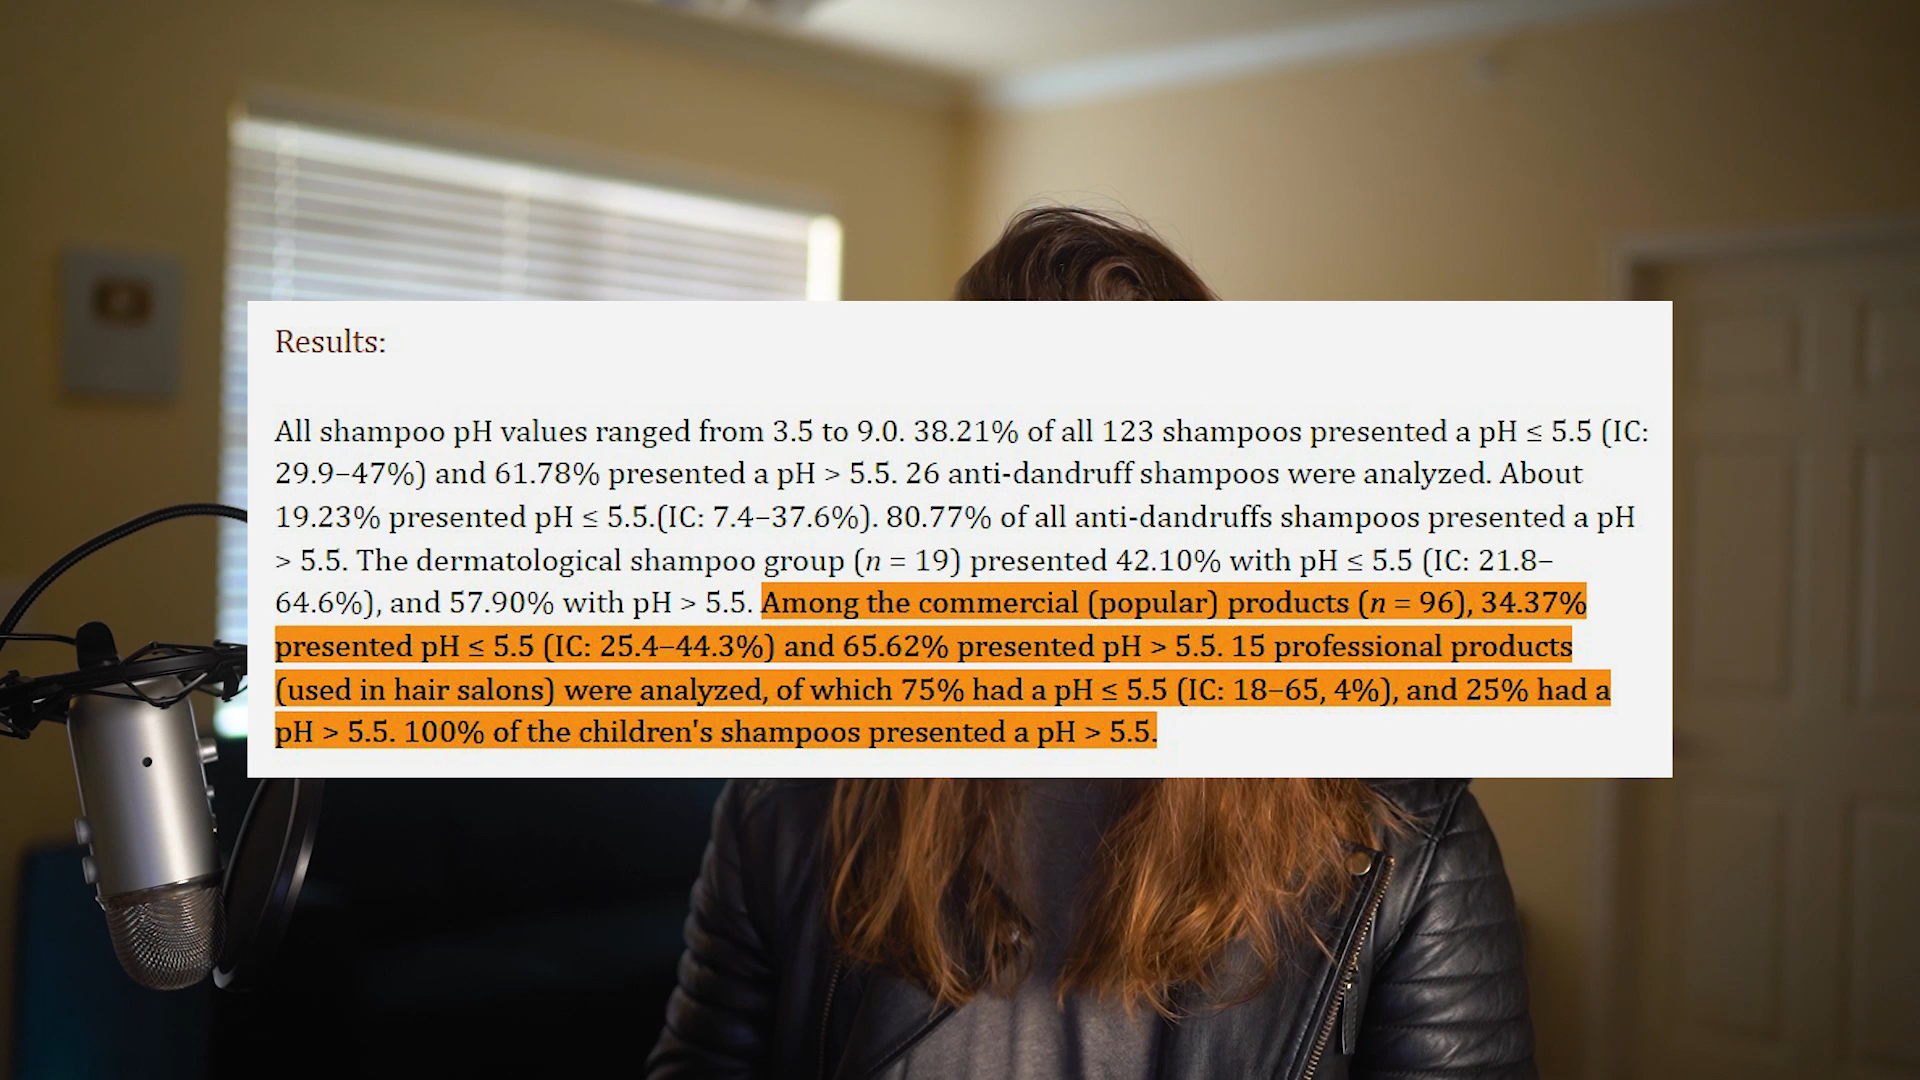 Results:
All shampoo pH values ranged from 3.5 to 9.0. 38.21% of all 123 shampoos presented a pH ≤ 5.5 (IC:
29.9–47%) and 61.78% presented a pH > 5.5. 26 anti-dandruff shampoos were analyzed. About
19.23% presented pH ≤ 5.5.(IC: 7.4–37.6%). 80.77% of all anti-dandruffs shampoos presented a pH
> 5.5. The dermatological shampoo group (n = 19) presented 42.10% with pH ≤ 5.5 (IC: 21.8–
64.6%), and 57.90% with pH > 5.5. Among the commercial (popular) products (n = 96), 34.37%
presented pH ≤ 5.5 (IC: 25.4–44.3%) and 65.62% presented pH > 5.5. 15 professional products
(used in hair salons) were analyzed, of which 75% had a pH ≤ 5.5 (IC: 18–65, 4%), and 25% had a
pH > 5.5. 100% of the children's shampoos presented a pH > 5.5.